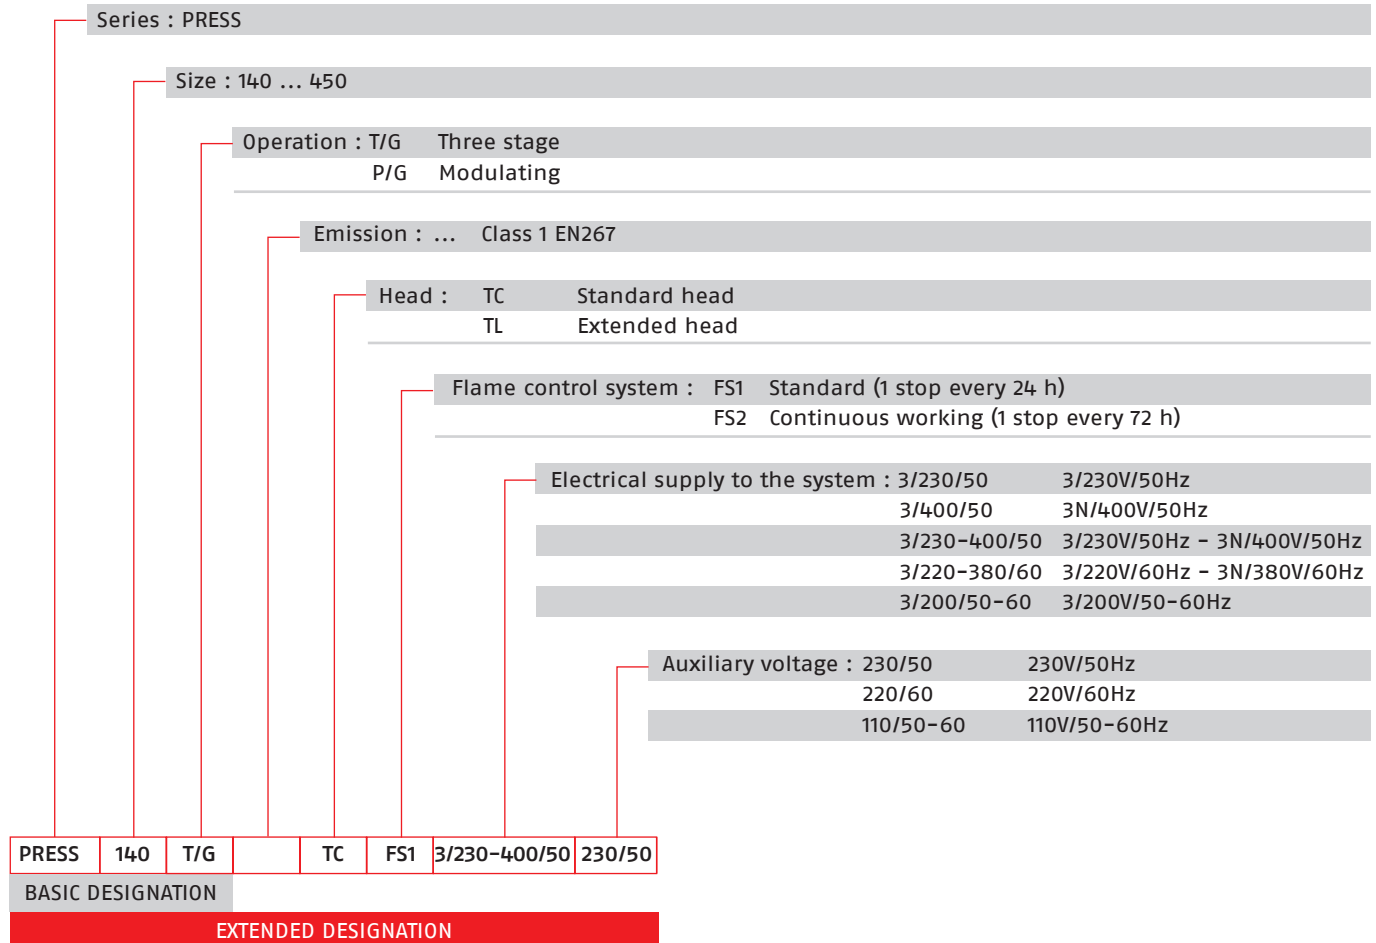 Series : PRESS
Size : 140 ... 450
Operation : T/G Three stage
P/G Modulating
Emission : ... Class 1 EN267
Head : TC Standard head
TL Extended head
Flame control system : FS1 Standard (1 stop every 24 h)
FS2 Continuous working (1 stop every 72 h)
Electrical supply to the system : 3/230/50 3/230V/50Hz
3/400/50 3N/400V/50Hz
3/230-400/50 3/230V/50Hz - 3N/400V/50Hz
3/220-380/60 3/220V/60Hz - 3N/380V/60Hz
3/200/50-60 3/200V/50-60Hz
Auxiliary voltage : 230/50 230V/50Hz
220/60 220V/60Hz
110/50-60 110V/50-60Hz
PRESS 140 T/G TC FS1 3/230-400/50 230/50
BASIC DESIGNATION
EXTENDED DESIGNATION